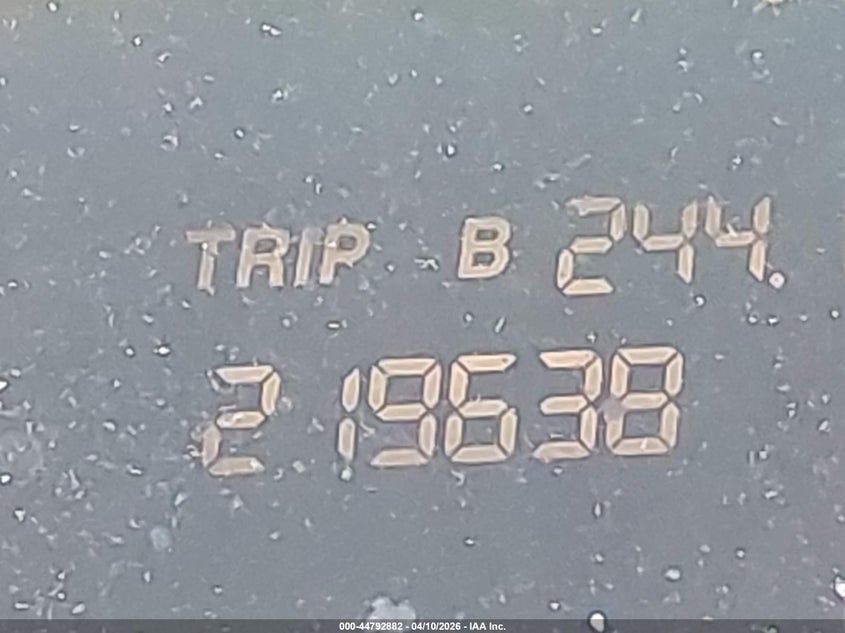 TRIP B 244.
219638
000-44792882 - 04/10/2026 - IAA Inc.